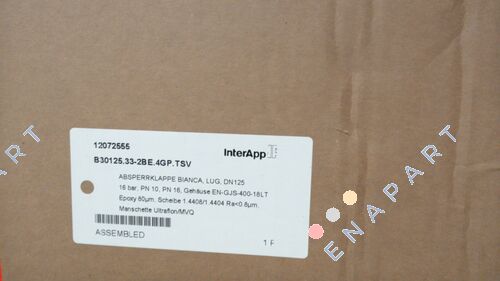 12072555
InterApp
B30125.33-2BE.4GP.TSV
ABSPERRKLAPPE BIANCA, LUG, DN125
16 bar, PN 10, PN 16, Gehäuse EN-GJS-400-18LT
Epoxy 80µm, Scheibe 1.4408/1.4404 Ra<0.8µm,
Manschette Ultraflon/MVQ
ASSEMBLED
ENAPART
ENAPART